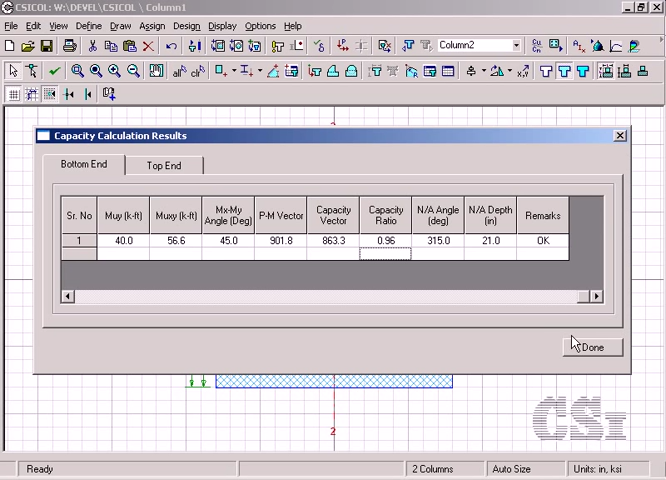 CSICOL: W:\DEVEL\CSICOL \ Column1
File Edit View Define Draw Assign Design Display Options Help
Column2
all clr
Capacity Calculation Results
Bottom End Top End
Sr. No Muy (k-ft) Muxy (k-ft) Mx-My Angle (Deg) P-M Vector Capacity Vector Capacity Ratio N/A Angle (deg) N/A Depth (in) Remarks
1 40.0 56.6 45.0 901.8 863.3 0.96 315.0 21.0 OK
Done
2
CSI
Ready 2 Columns Auto Size Units: in, ksi